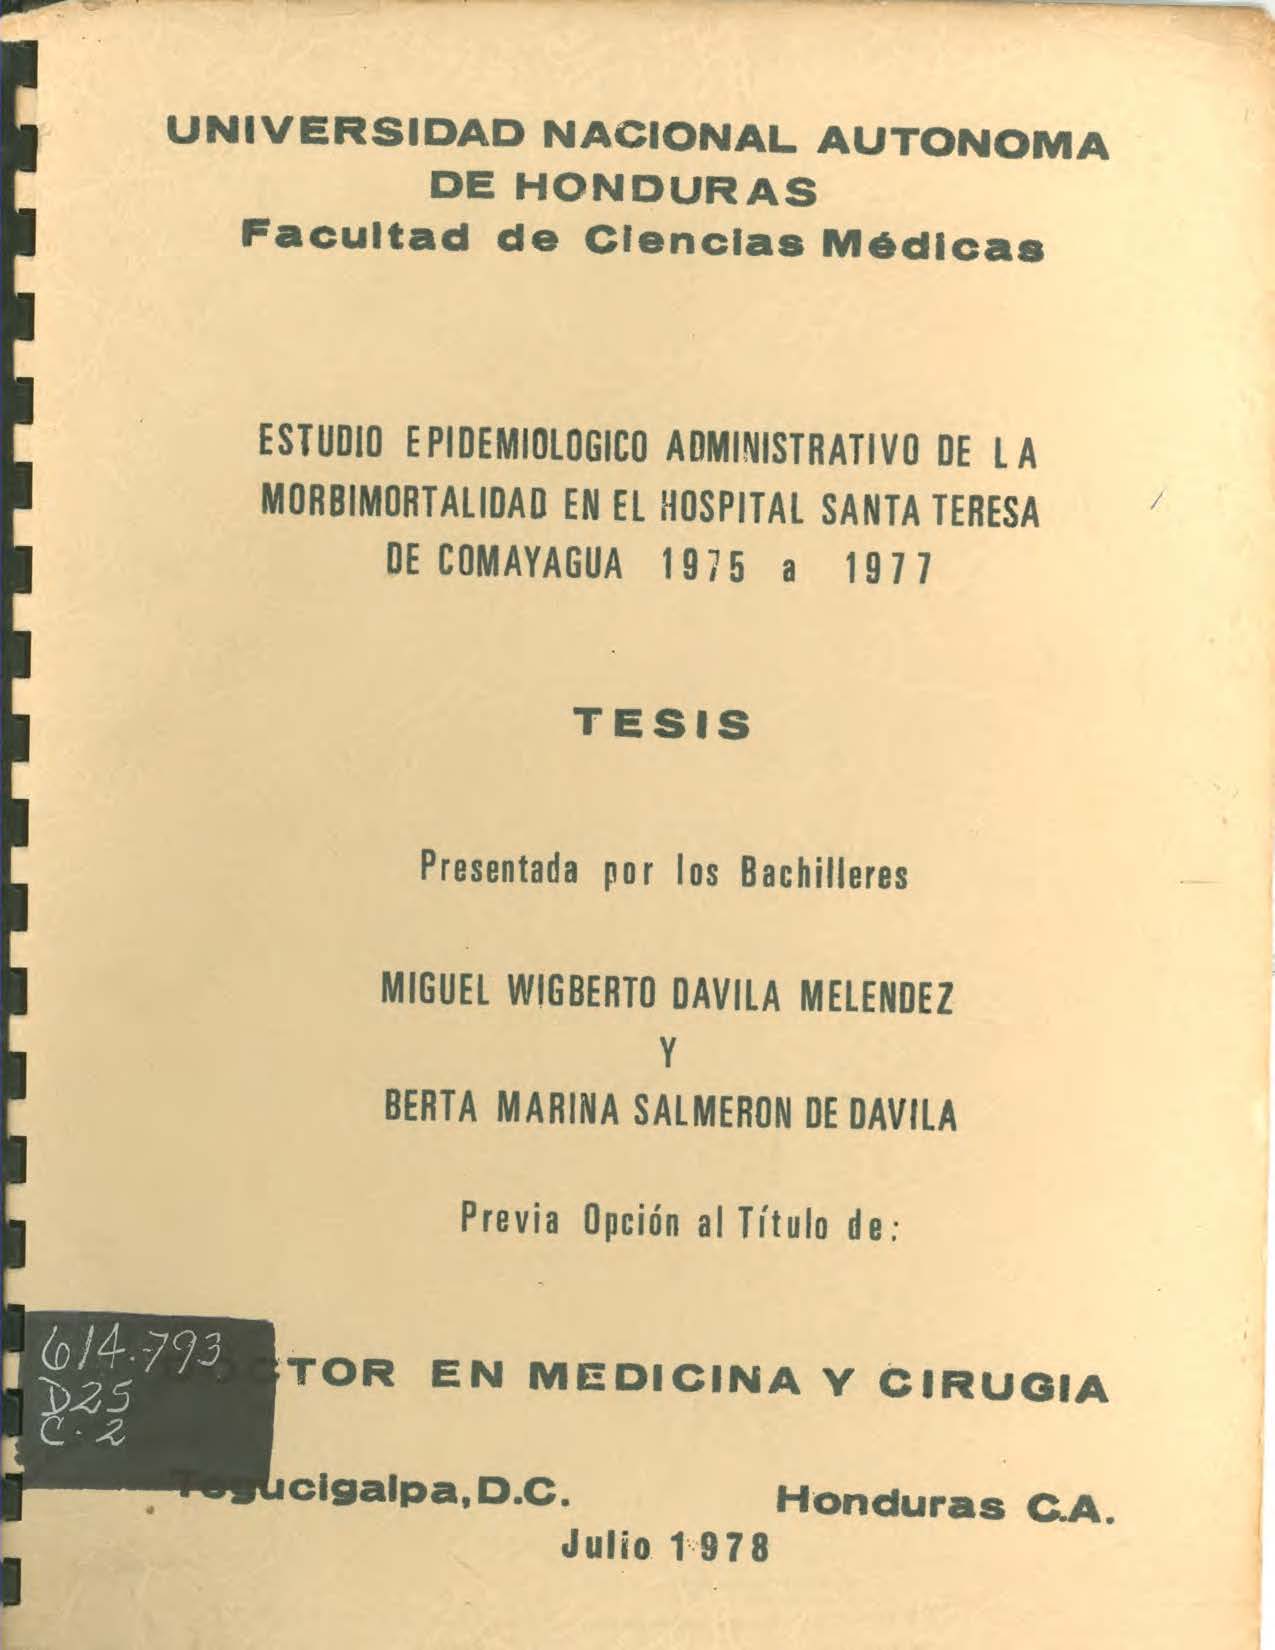 UNIVERSIDAD NACIONAL AUTONOMA
DE HONDURAS
Facultad de Ciencias Médicas
ESTUDIO EPIDEMIOLOGICO ADMINISTRATIVO DE LA
MORBIMORTALIDAD EN EL HOSPITAL SANTA TERESA
DE COMAYAGUA 1975 a 1977
TESIS
Presentada por los Bachilleres
MIGUEL WIGBERTO DAVILA MELENDEZ
Y
BERTA MARINA SALMERON DE DAVILA
Previa Opción al Título de:
DOCTOR EN MEDICINA Y CIRUGIA
614.793
D25
C.2
Tegucigalpa, D.C. Honduras C.A.
Julio 1978